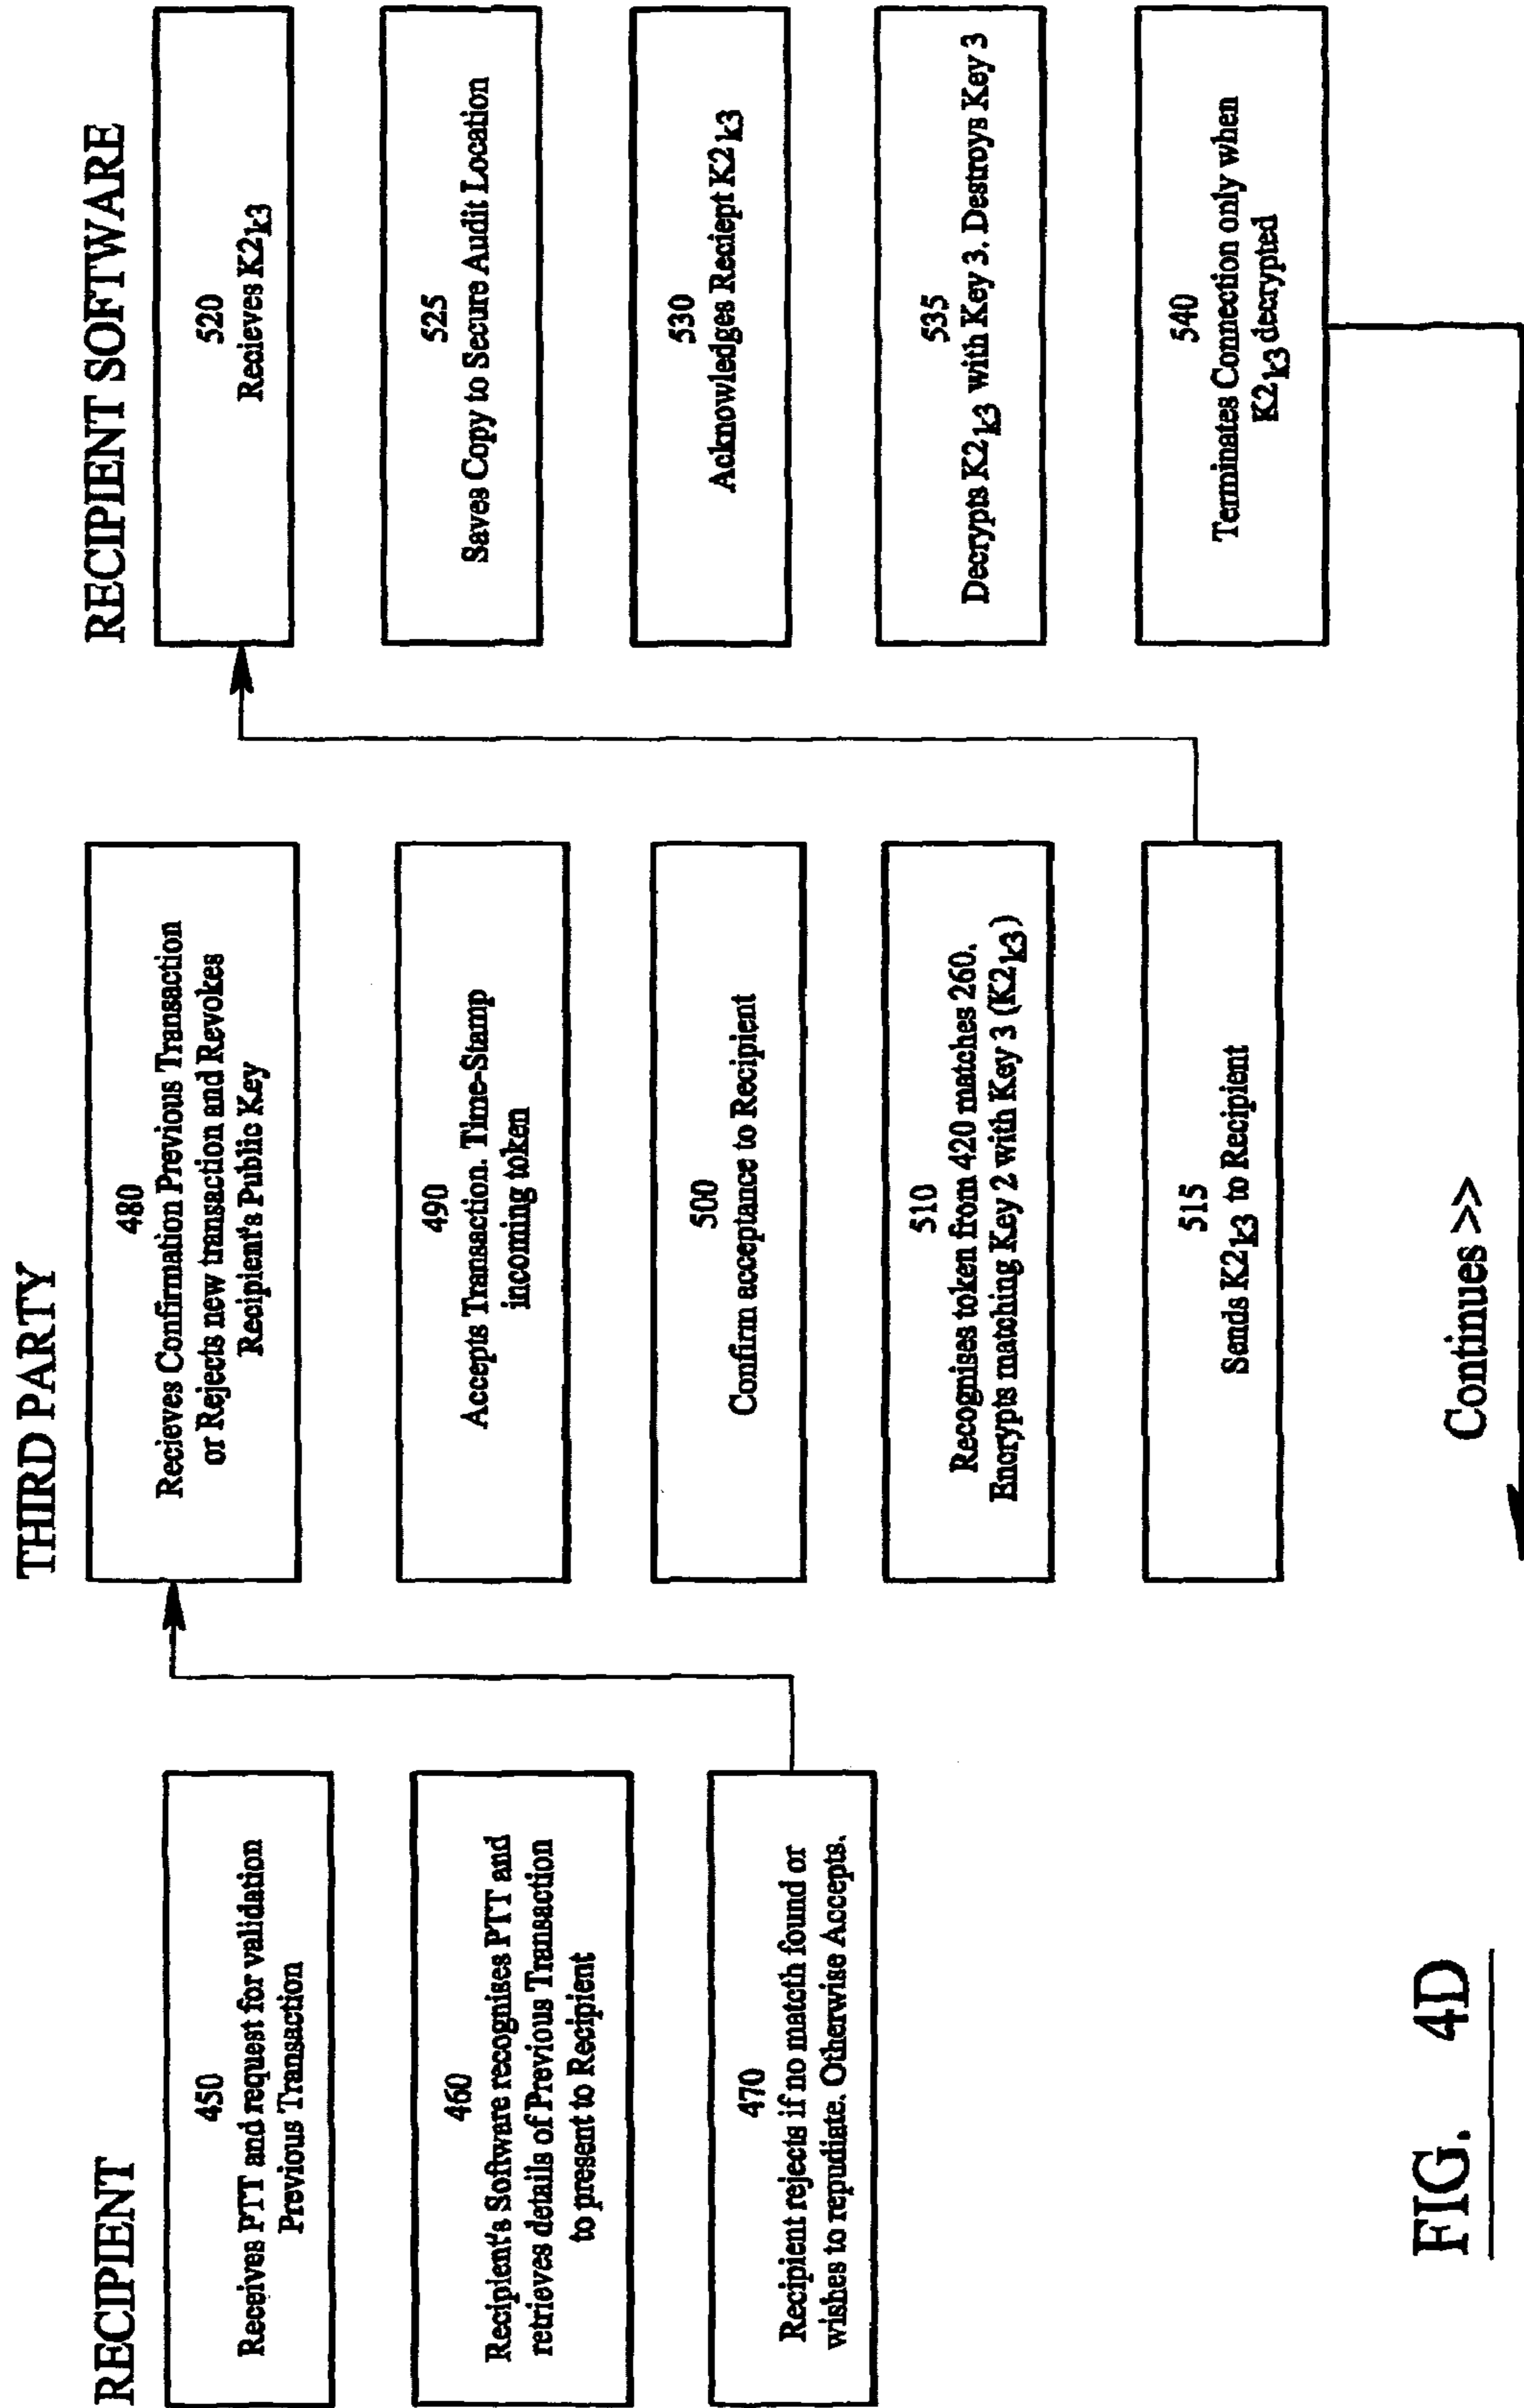 RECIPIENT
450
Receives PTT and request for validation
Previous Transaction
460
Recipient's Software recognises PTT and
retrieves details of Previous Transaction
to present to Recipient
470
Recipient rejects if no matcth found or
wishes to repudiate. Otherwise Accepts.
THIRD PARTY
480
Recieves Confirmation Previous Transaction
or Rejects new transaction and Revokes
Recipient's Public Key
490
Accepts Transaction. Time-Stamp
incoming token
500
Confirm acceptance to Recipient
510
Recognises token from 420 matches 260.
Encrypts matching Key 2 with Key 3 (K2k3)
515
Sends K2k3 to Recipient
RECIPIENT SOFTWARE
520
Recieves K2k3
525
Saves Copy to Secure Audit Location
530
Acknowledges Reciept K2k3
535
Decrypts K2k3 with Key 3. Destroys Key 3
540
Terminates Connection only when
K2k3 decrypted
Continues >>
FIG. 4D